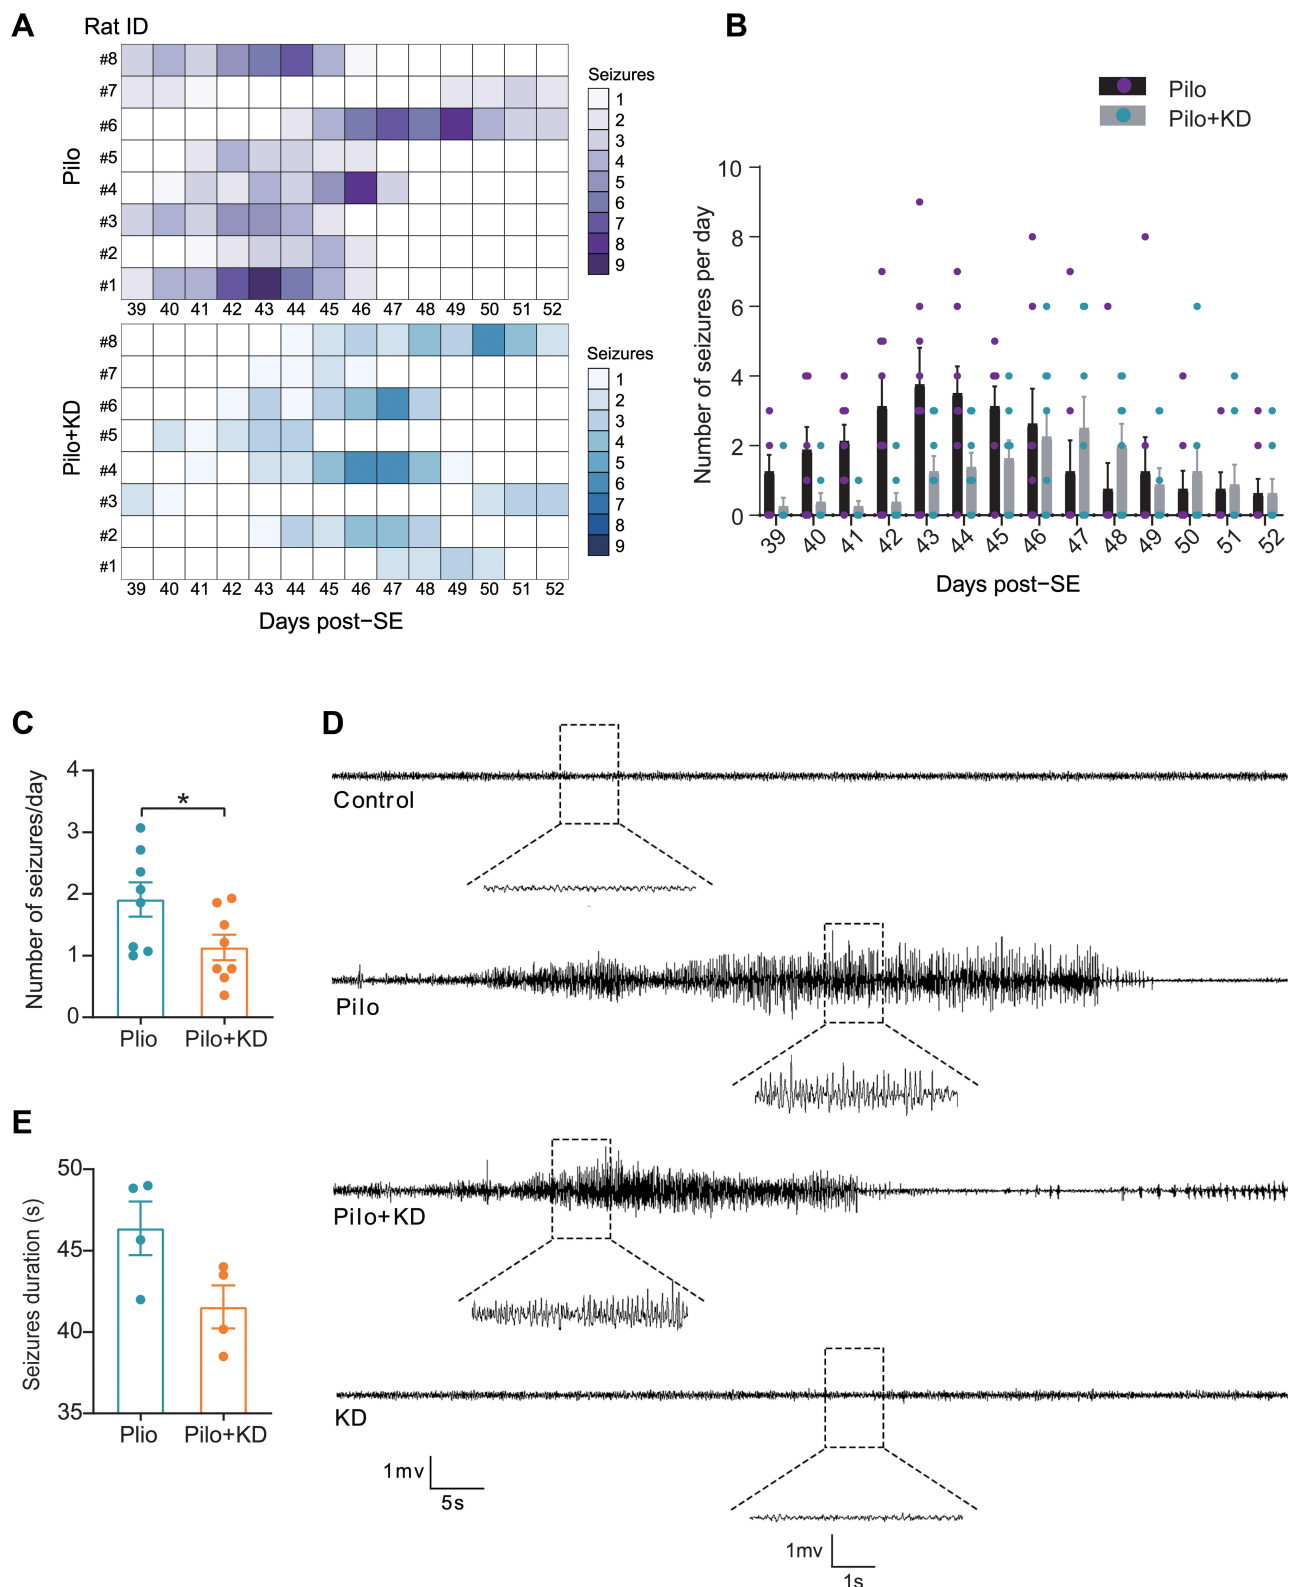 A
Rat ID
Pilo
#8
#7
#6
#5
#4
#3
#2
#1
39 40 41 42 43 44 45 46 47 48 49 50 51 52
Seizures
1
2
3
4
5
6
7
8
9
Pilo+KD
#8
#7
#6
#5
#4
#3
#2
#1
39 40 41 42 43 44 45 46 47 48 49 50 51 52
Days post−SE
Seizures
1
2
3
4
5
6
7
8
9
B
Pilo
Pilo+KD
Number of seizures per day
10
8
6
4
2
0
39 40 41 42 43 44 45 46 47 48 49 50 51 52
Days post−SE
C
Number of seizures/day
4
3
2
1
0
*
Plio Pilo+KD
D
Control
Pilo
Pilo+KD
KD
1mv
5s
1mv
1s
E
Seizures duration (s)
50
45
40
35
Plio Pilo+KD